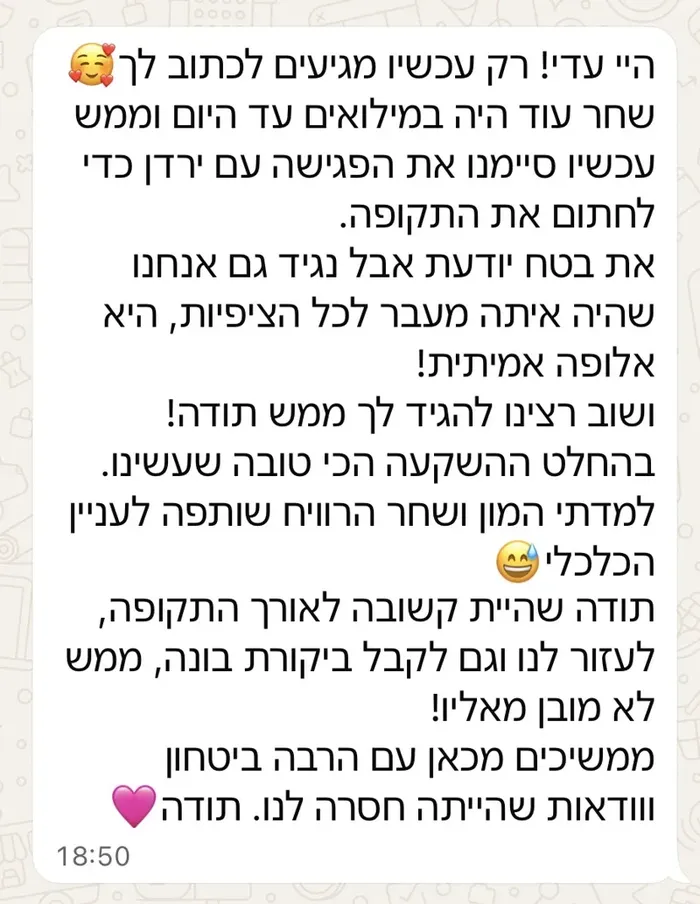 היי עדי! רק עכשיו מגיעים לכתוב לך🥰
שחר עוד היה במילואים עד היום וממש
עכשיו סיימנו את הפגישה עם ירדן כדי
לחתום את התקופה.
את בטח יודעת אבל נגיד גם אנחנו
שהיה איתה מעבר לכל הציפיות, היא
אלופה אמיתית!
ושוב רצינו להגיד לך ממש תודה!
בהחלט ההשקעה הכי טובה שעשינו.
למדתי המון ושחר הרוויח שותפה לעניין
הכלכלי😅
תודה שהיית קשובה לאורך התקופה,
לעזור לנו וגם לקבל ביקורת בונה, ממש
לא מובן מאליו!
ממשיכים מכאן עם הרבה ביטחון
ווודאות שהייתה חסרה לנו. תודה🩷
18:50